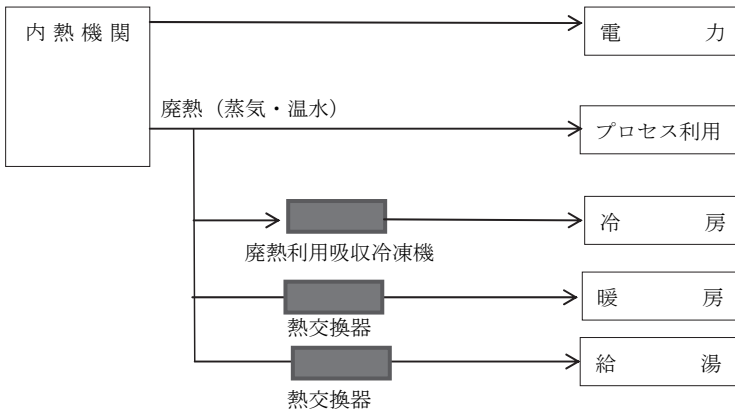 内熱機関
電力
廃熱（蒸気・温水）
プロセス利用
冷房
廃熱利用吸収冷凍機
暖房
熱交換器
給湯
熱交換器